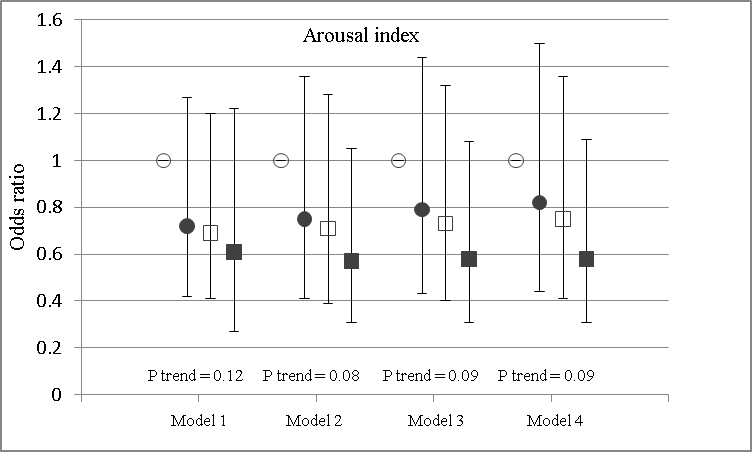 Arousal index
Odds ratio
1.6
1.4
1.2
1
0.8
0.6
0.4
0.2
0
P trend = 0.12 P trend = 0.08 P trend = 0.09 P trend = 0.09
Model 1 Model 2 Model 3 Model 4